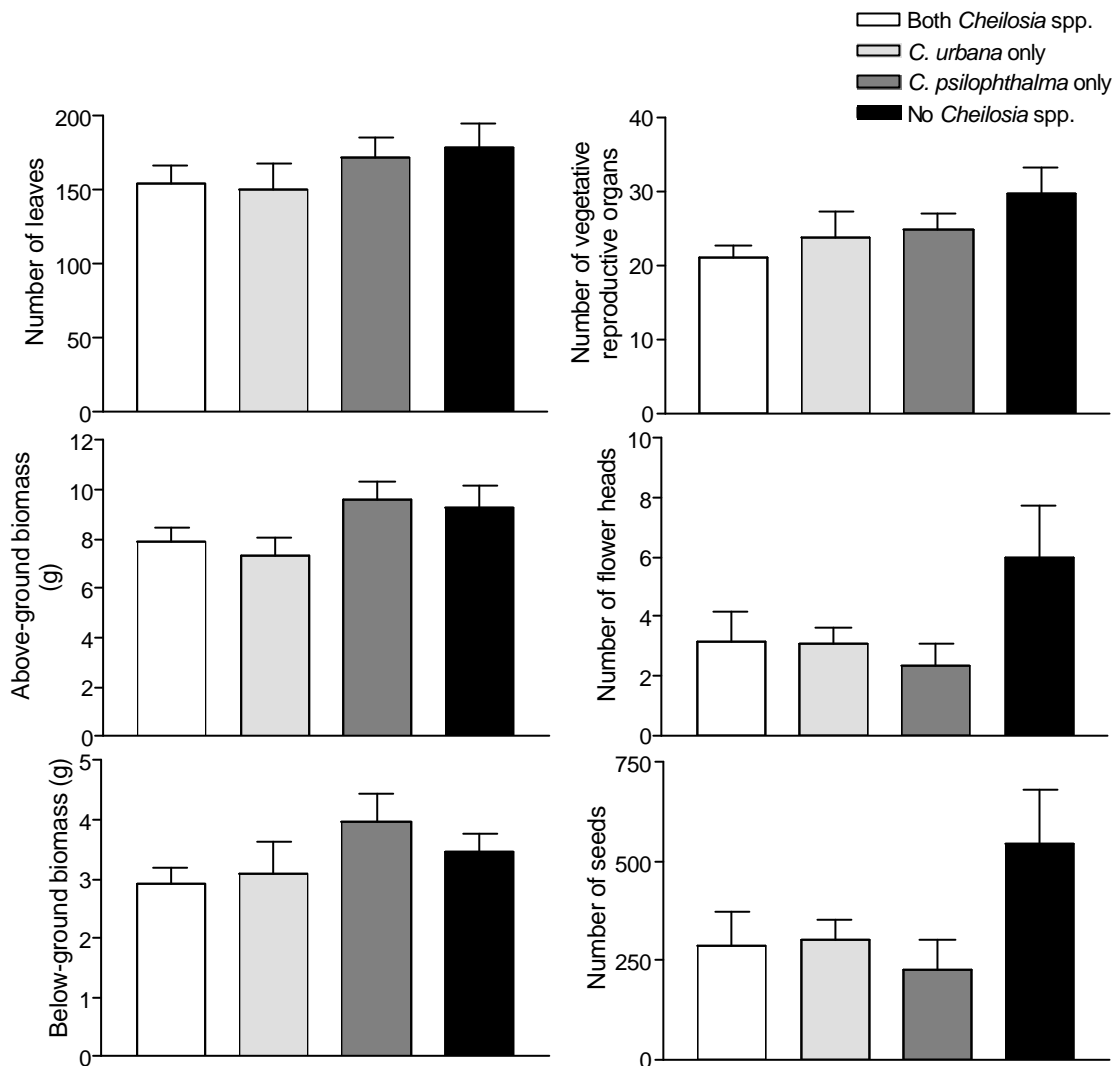 Both Cheilosia spp.
C. urbana only
C. psilophthalma only
No Cheilosia spp.
Number of leaves
200
150
100
50
0
Number of vegetative
reproductive organs
40
30
20
10
0
Above-ground biomass
(g)
12
10
8
6
4
2
0
Number of flower heads
10
8
6
4
2
0
Below-ground biomass (g)
5
4
3
2
1
0
Number of seeds
750
500
250
0